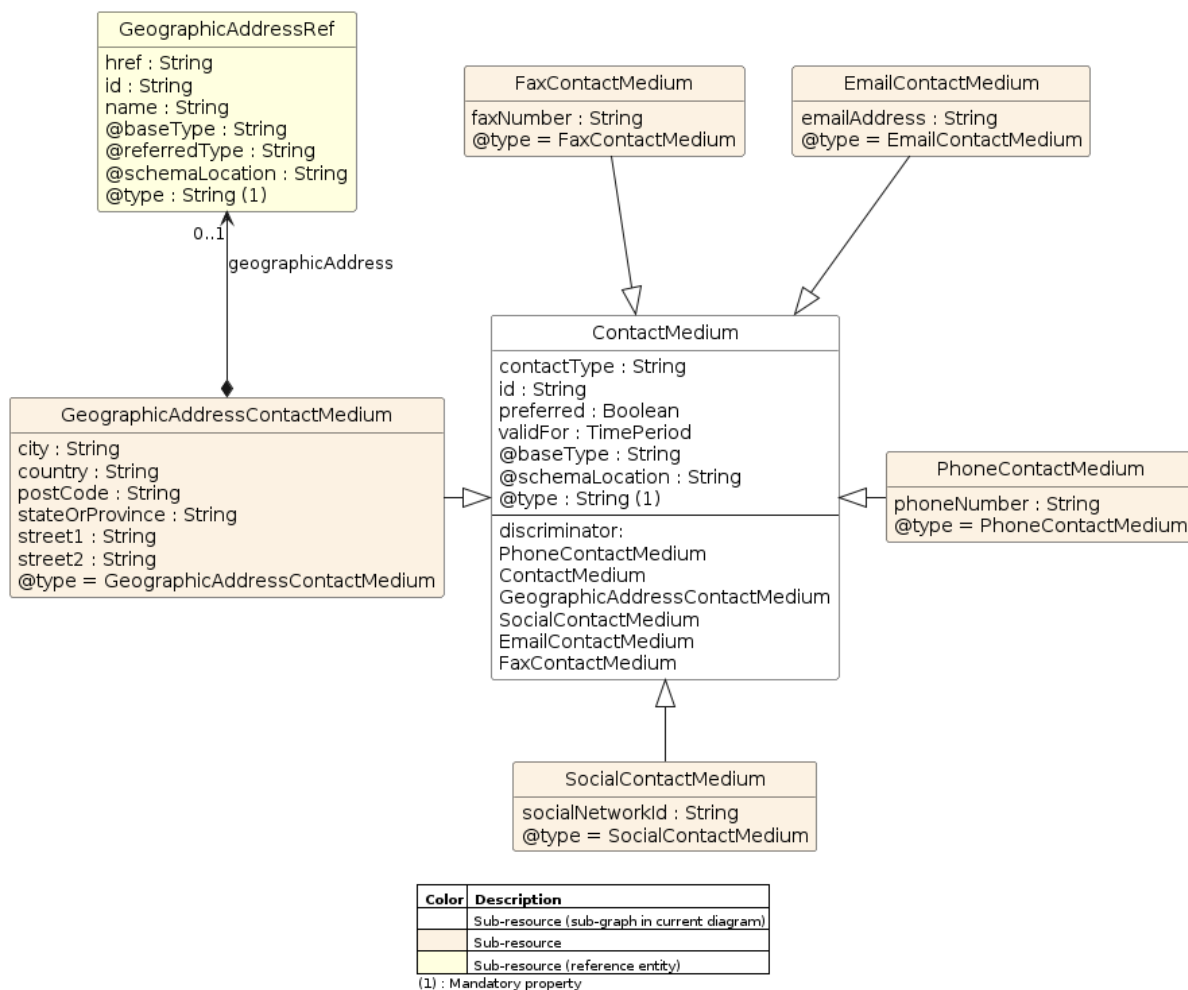 GeographicAddressRef
href : String
id : String
name : String
@baseType : String
@referredType : String
@schemaLocation : String
@type : String (1)
FaxContactMedium
faxNumber : String
@type = FaxContactMedium
EmailContactMedium
emailAddress : String
@type = EmailContactMedium
0..1
geographicAddress
ContactMedium
contactType : String
id : String
preferred : Boolean
validFor : TimePeriod
@baseType : String
@schemaLocation : String
@type : String (1)
discriminator:
PhoneContactMedium
ContactMedium
GeographicAddressContactMedium
SocialContactMedium
EmailContactMedium
FaxContactMedium
GeographicAddressContactMedium
city : String
country : String
postCode : String
stateOrProvince : String
street1 : String
street2 : String
@type = GeographicAddressContactMedium
PhoneContactMedium
phoneNumber : String
@type = PhoneContactMedium
SocialContactMedium
socialNetworkId : String
@type = SocialContactMedium
Color Description
Sub-resource (sub-graph in current diagram)
Sub-resource
Sub-resource (reference entity)
(1) : Mandatory property